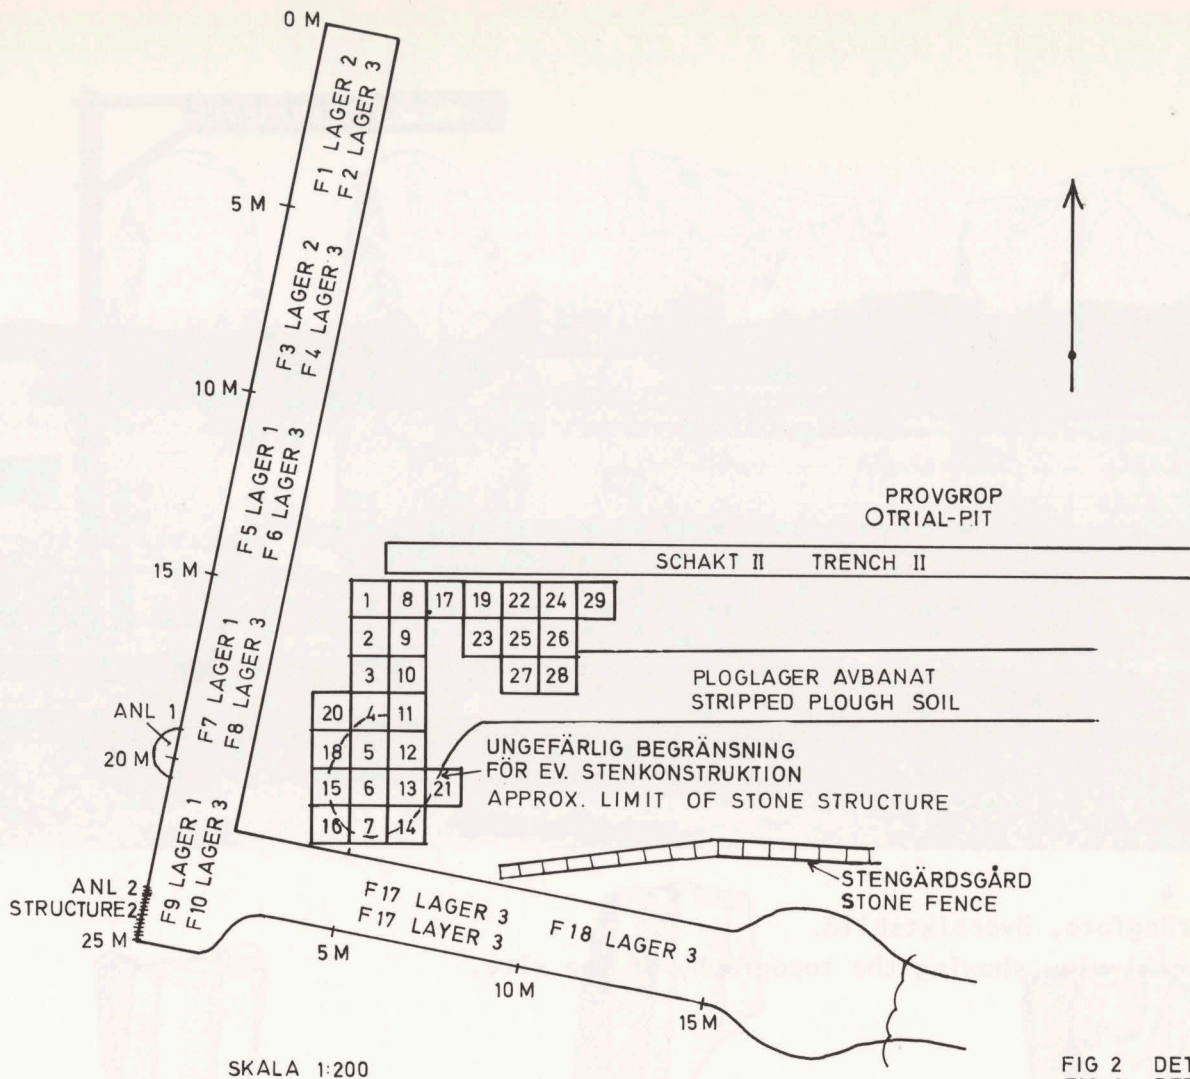 0 M
F1 LAGER 2
F2 LAGER 3
5 M
F3 LAGER 2
F4 LAGER 3
10 M
F5 LAGER 1
F6 LAGER 3
PROVGROP
TRIAL-PIT
SCHAKT II TRENCH II
15 M
1 8 17 19 22 24 29
2 9 23 25 26
3 10 27 28
PLOGLAGER AVBANAT
STRIPPED PLOUGH SOIL
F7 LAGER 1
F8 LAGER 3
ANL 1
20 M
20 4 11
18 5 12
15 6 13 21
16 7 14
UNGEFÄRLIG BEGRÄNSNING
FÖR EV. STENKONSTRUKTION
APPROX. LIMIT OF STONE STRUCTURE
F9 LAGER 1
F10 LAGER 3
ANL 2
STRUCTURE 2
25 M
STENGÄRDSGÅRD
STONE FENCE
F17 LAGER 3
F17 LAYER 3
F18 LAGER 3
5 M
10 M
15 M
SKALA 1:200
FIG 2 DET